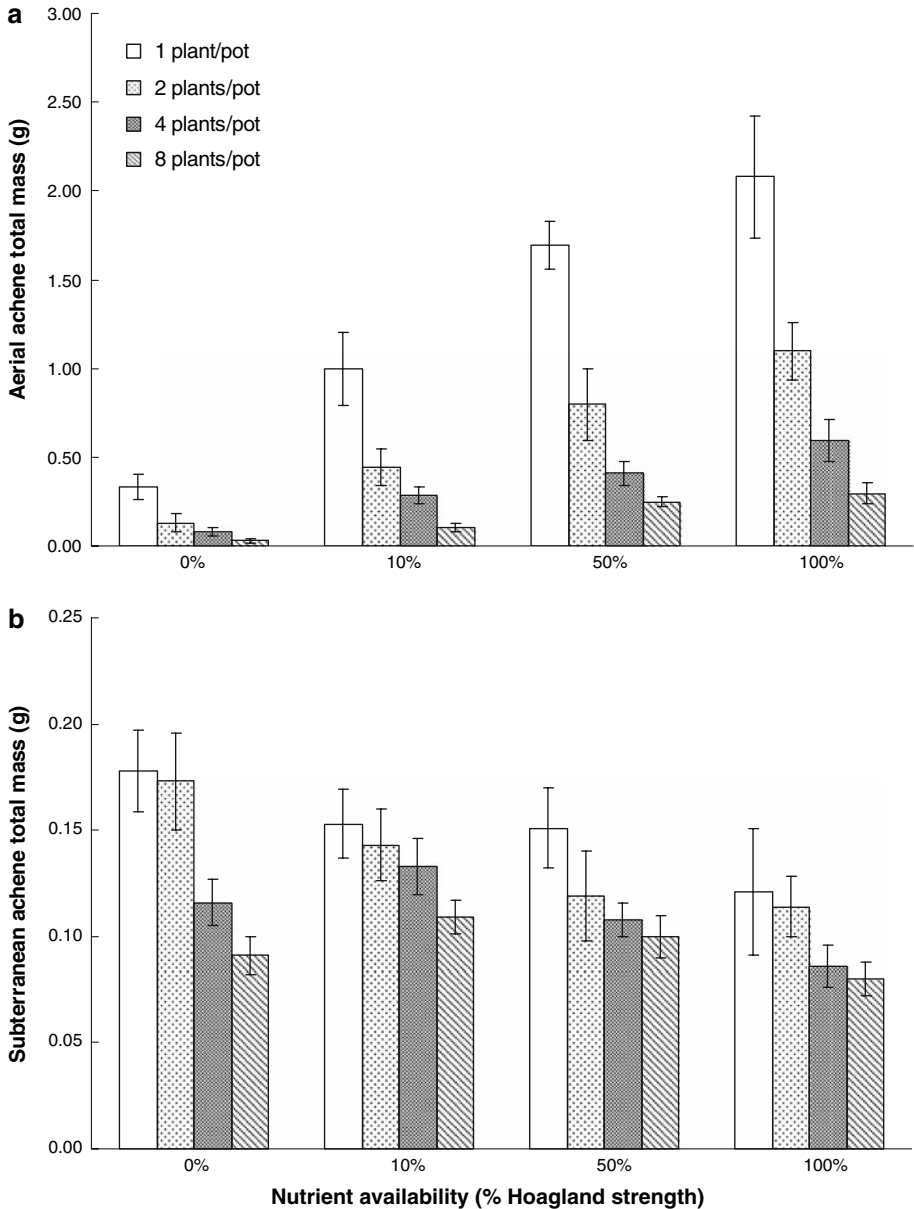 a
Aerial achene total mass (g)
3.00
2.50
2.00
1.50
1.00
0.50
0.00
1 plant/pot
2 plants/pot
4 plants/pot
8 plants/pot
0% 10% 50% 100%
b
Subterranean achene total mass (g)
0.25
0.20
0.15
0.10
0.05
0.00
0% 10% 50% 100%
Nutrient availability (% Hoagland strength)